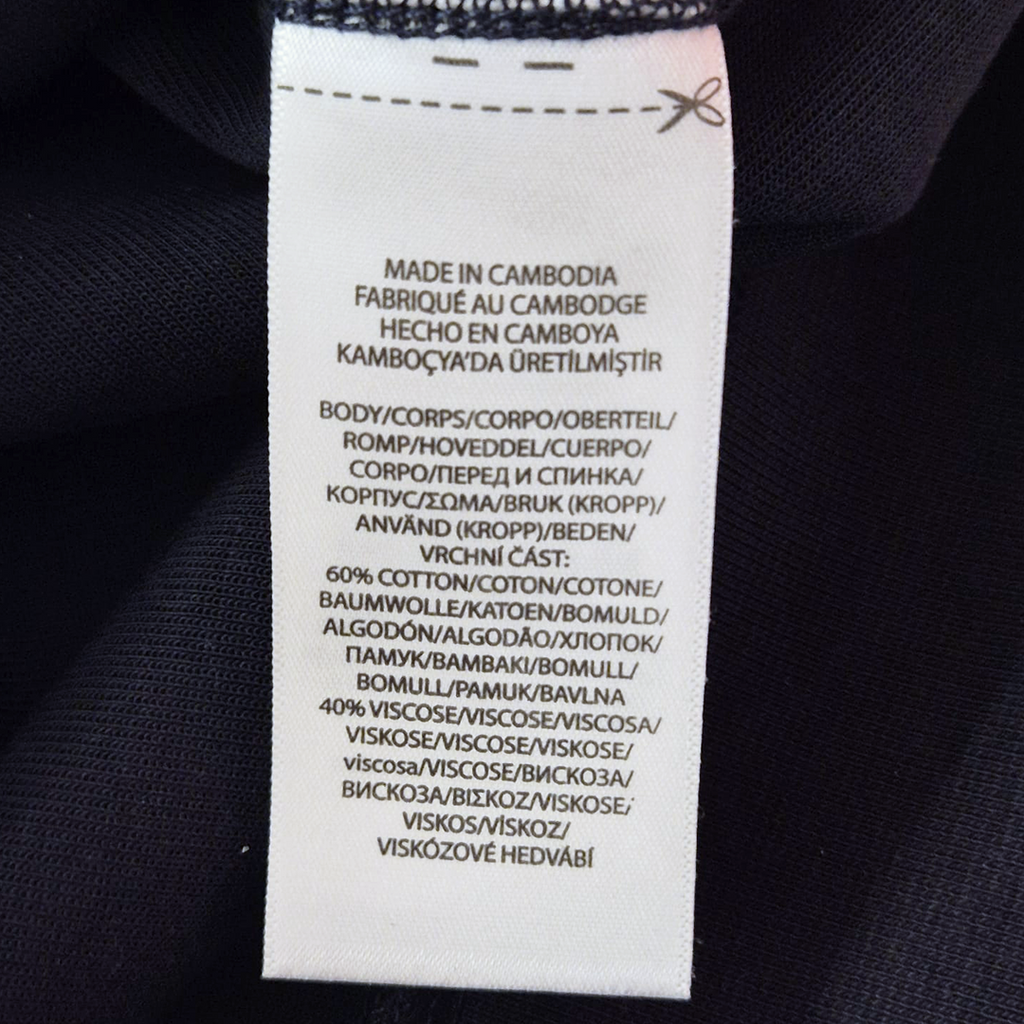 MADE IN CAMBODIA
FABRIQUÉ AU CAMBODGE
HECHO EN CAMBOYA
KAMBOÇYA'DA ÜRETİLMİŞTİR
BODY/CORPS/CORPO/OBERTEIL/
ROMP/HOVEDDEL/CUERPO/
CORPO/ПЕРЕД И СПИНКА/
КОРПУС/ΣΩΜΑ/BRUK (KROPP)/
ANVÄND (KROPP)/BEDEN/
VRCHNÍ ČÁST:
60% COTTON/COTON/COTONE/
BAUMWOLLE/KATOEN/BOMULD/
ALGODÓN/ALGODÃO/ХЛОПОК/
ПАМУК/ΒΑΜΒΑΚΙ/BOMULL/
BOMULL/PAMUK/BAVLNA
40% VISCOSE/VISCOSE/VISCOSA/
VISKOSE/VISCOSE/VISKOSE/
viscosa/VISCOSE/ВИСКОЗА/
ВИСКОЗА/ΒΙΣΚΟΖ/VISKOSE/
VISKOS/VİSKOZ/
VISKÓZOVÉ HEDVÁBÍ